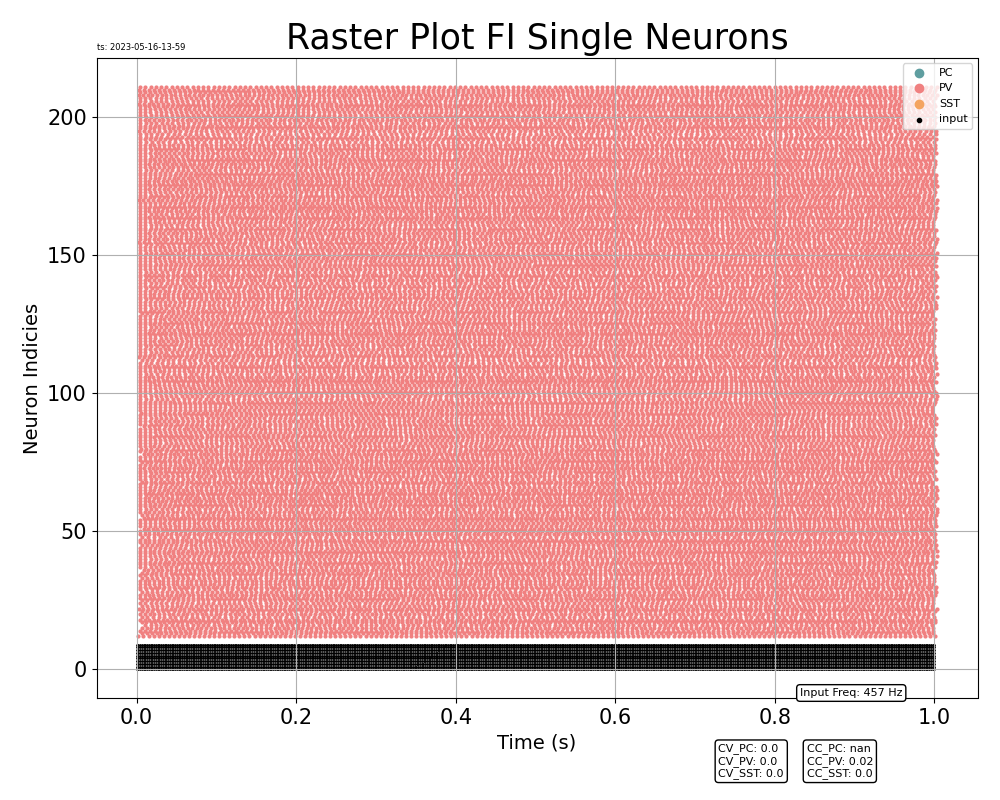 Raster Plot FI Single Neurons
ts: 2023-05-16-13-59
PC
PV
SST
input
200
150
100
50
0
Neuron Indicies
0.0 0.2 0.4 0.6 0.8 1.0
Time (s)
Input Freq: 457 Hz
CV_PC: 0.0
CV_PV: 0.0
CV_SST: 0.0
CC_PC: nan
CC_PV: 0.02
CC_SST: 0.0